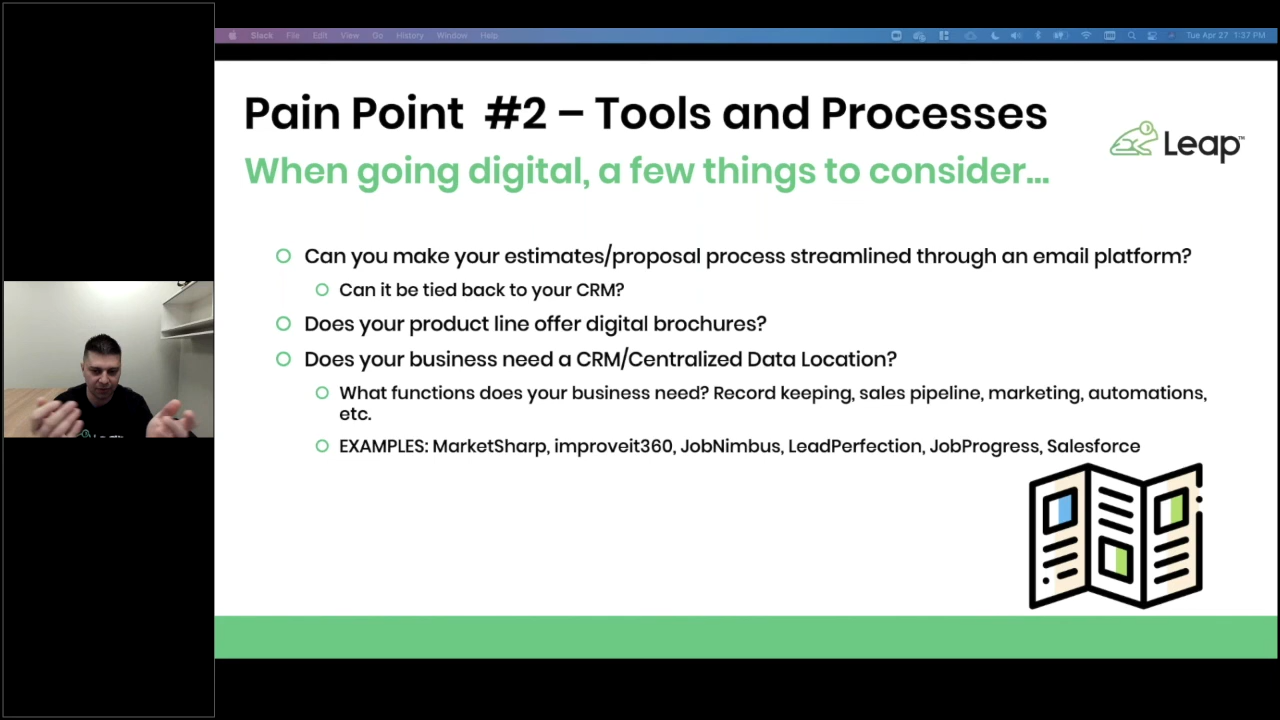 Slack File Edit View Go History Window Help Tue Apr 27 1:37 PM
Pain Point #2 – Tools and Processes
When going digital, a few things to consider...
Leap™
Can you make your estimates/proposal process streamlined through an email platform?
Can it be tied back to your CRM?
Does your product line offer digital brochures?
Does your business need a CRM/Centralized Data Location?
What functions does your business need? Record keeping, sales pipeline, marketing, automations,
etc.
EXAMPLES: MarketSharp, improveit360, JobNimbus, LeadPerfection, JobProgress, Salesforce